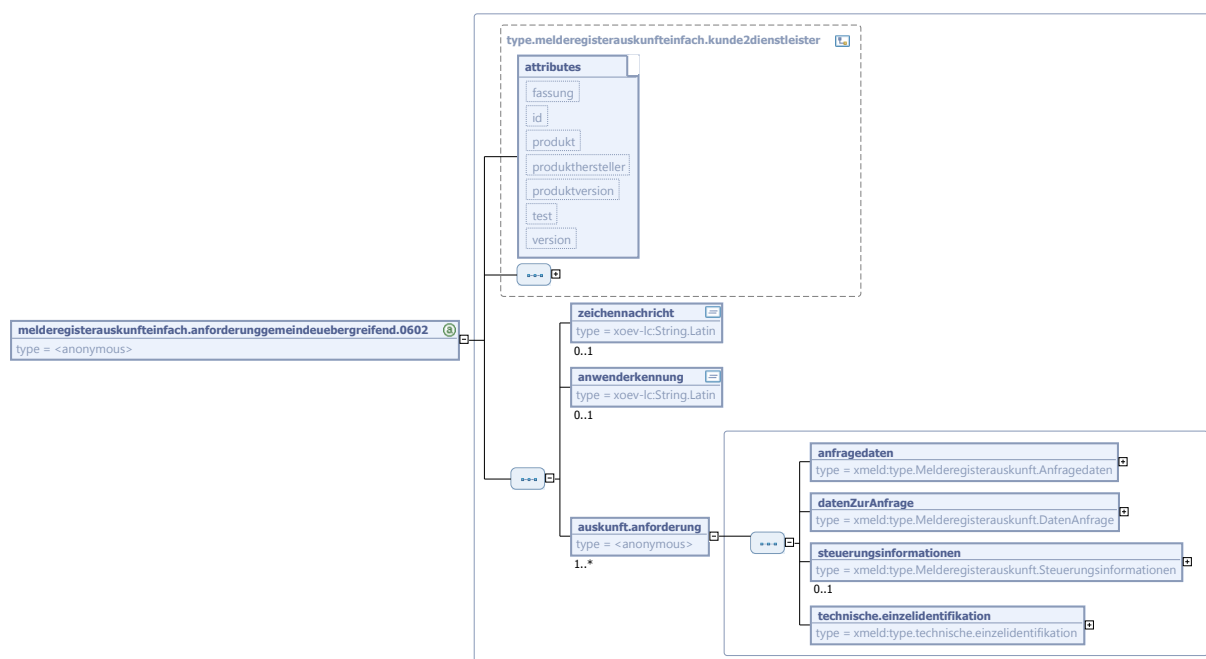 type.melderegisterauskunfteinfach.kunde2dienstleister
attributes
fassung
id
produkt
produkthersteller
produktversion
test
version
melderegisterauskunfteinfach.anforderunggemeindeuebergreifend.0602
type = <anonymous>
zeichennachricht
type = xoev-lc:String.Latin
0..1
anwenderkennung
type = xoev-lc:String.Latin
0..1
auskunft.anforderung
type = <anonymous>
1..*
anfragedaten
type = xmeld:type.Melderegisterauskunft.Anfragedaten
datenZurAnfrage
type = xmeld:type.Melderegisterauskunft.DatenAnfrage
steuerungsinformationen
type = xmeld:type.Melderegisterauskunft.Steuerungsinformationen
0..1
technische.einzelidentifikation
type = xmeld:type.technische.einzelidentifikation